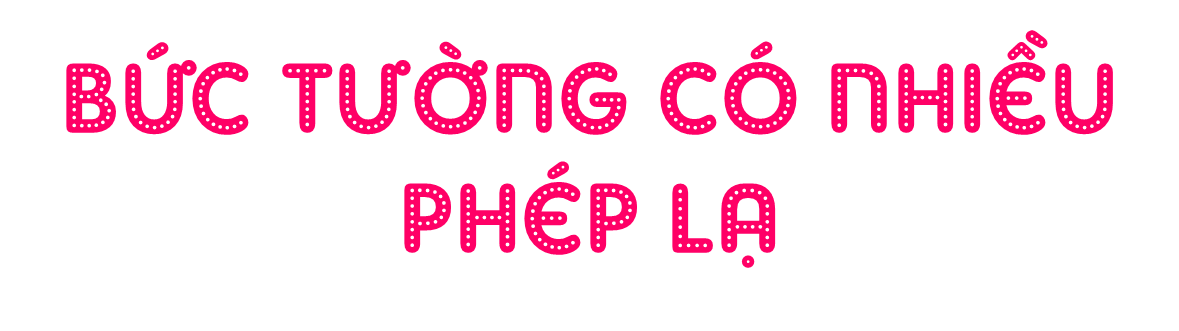 BỨC TƯỜNG CÓ NHIỀU
PHÉP LẠ